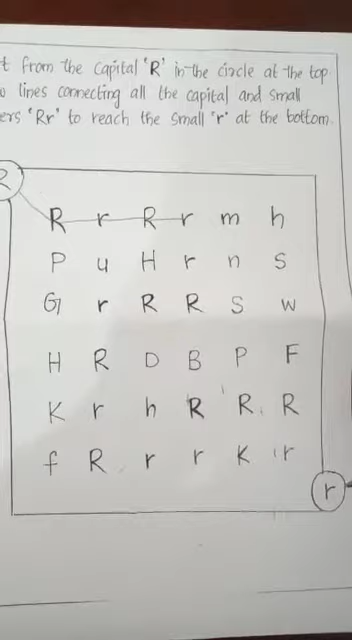 from the capital 'R' in the circle at the top
lines connecting all the capital and small
'Rr' to reach the small 'r' at the bottom.
R
R r R r m h
P u H r n S
G r R R S w
H R D B P F
K r h R R R
f R r r K r
r